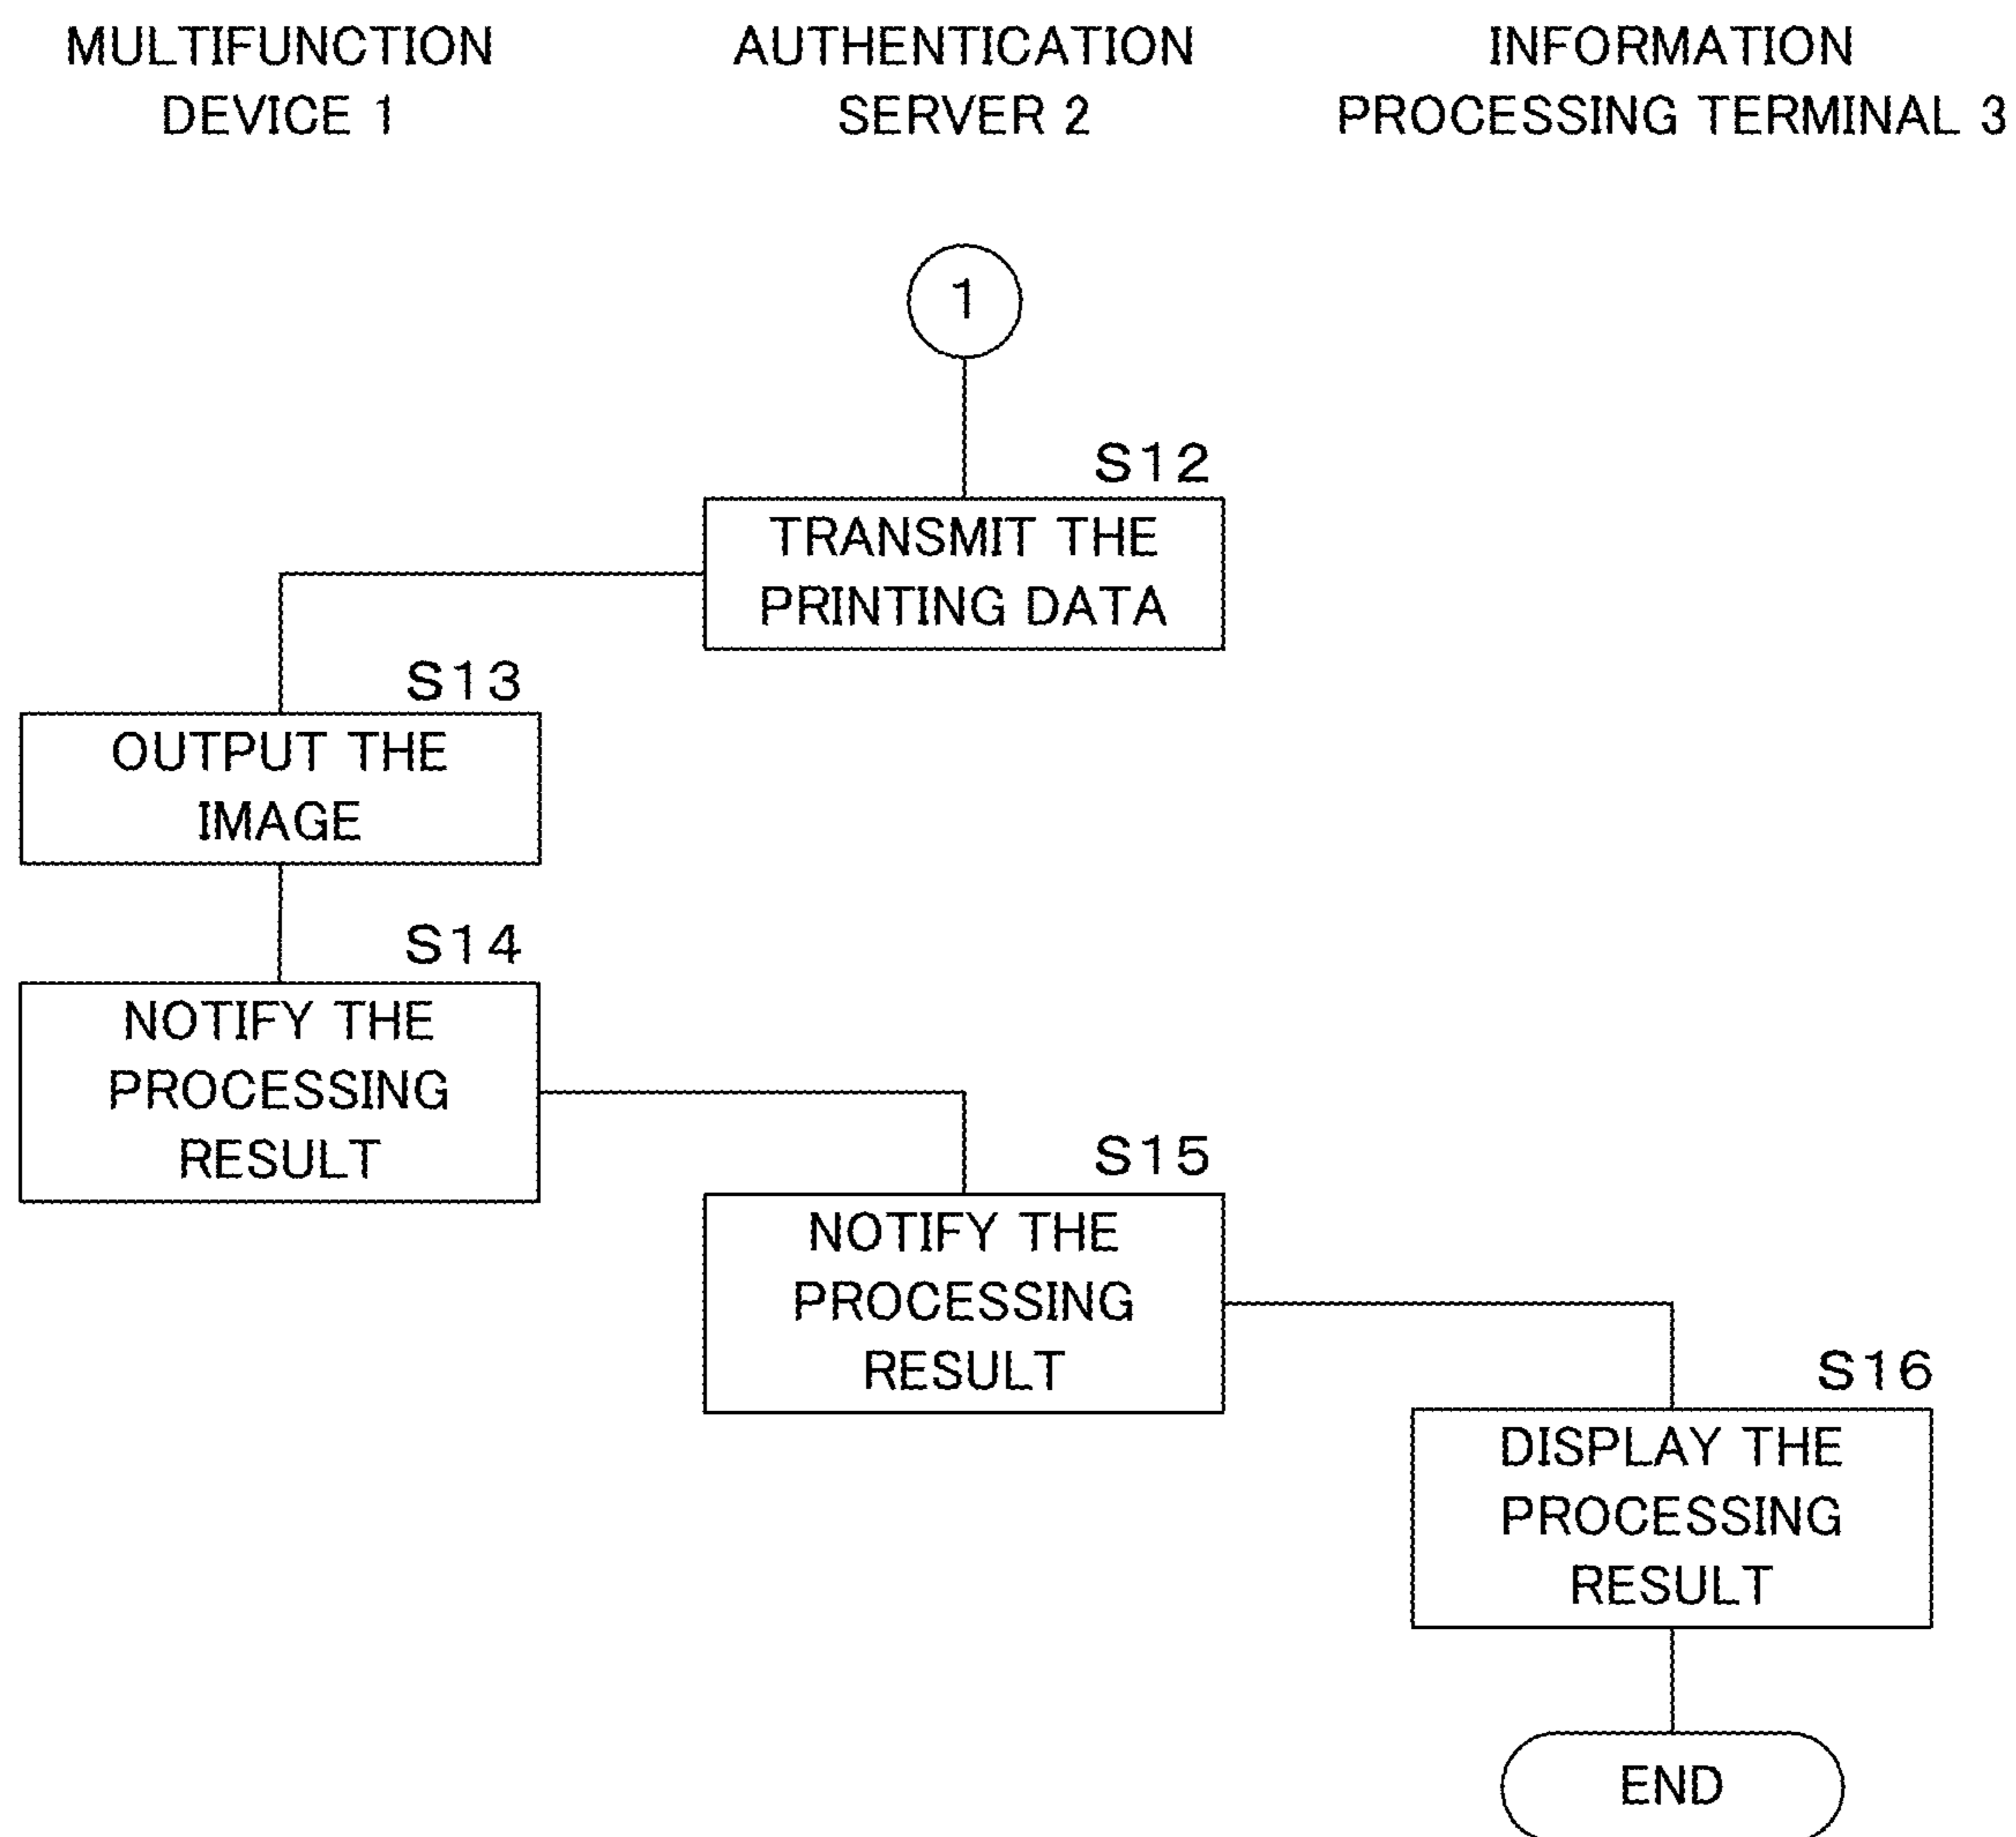 MULTIFUNCTION
DEVICE 1
AUTHENTICATION
SERVER 2
INFORMATION
PROCESSING TERMINAL 3
1
S12
TRANSMIT THE
PRINTING DATA
S13
OUTPUT THE
IMAGE
S14
NOTIFY THE
PROCESSING
RESULT
S15
NOTIFY THE
PROCESSING
RESULT
S16
DISPLAY THE
PROCESSING
RESULT
END